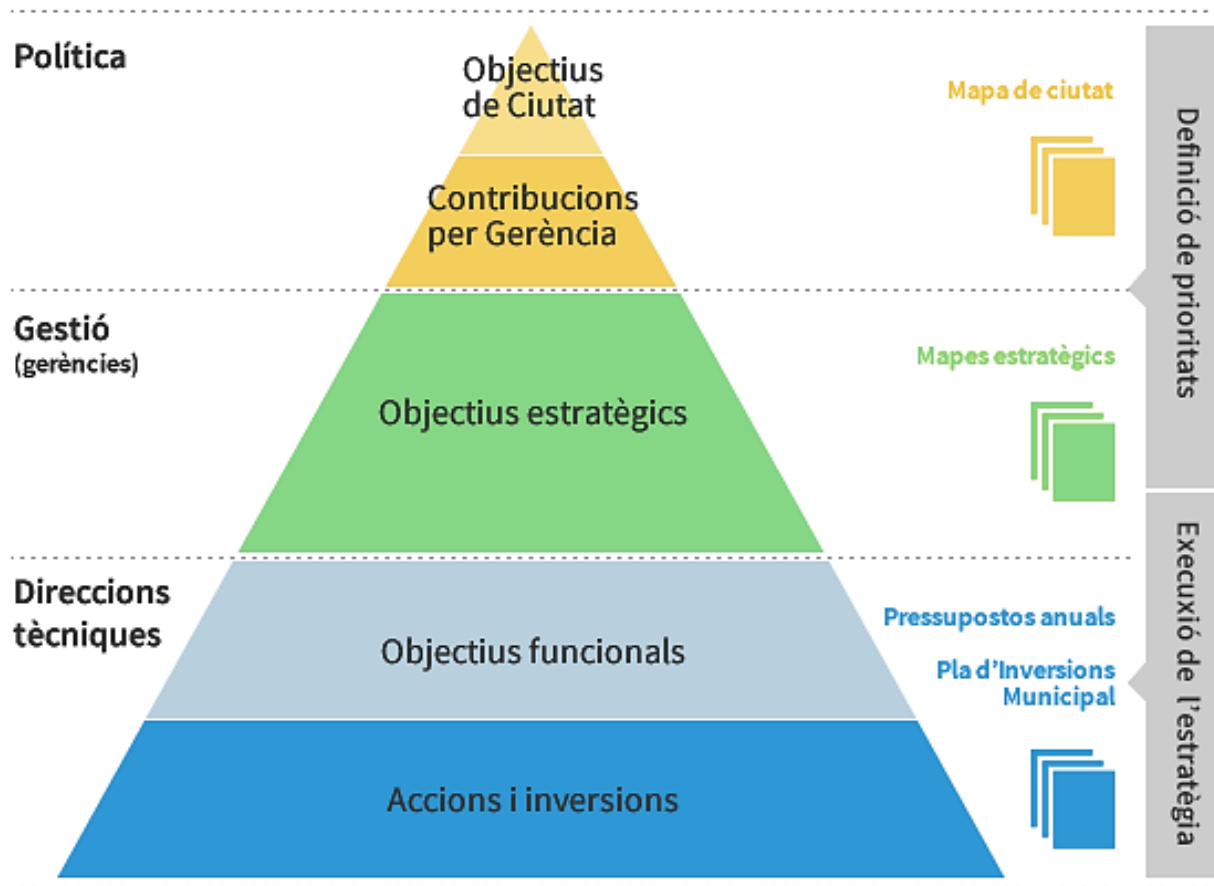 Política
Objectius
de Ciutat
Mapa de ciutat
Contribucions
per Gerència
Definició de prioritats
Gestió
(gerències)
Mapes estratègics
Objectius estratègics
Direccions
tècniques
Pressupostos anuals
Objectius funcionals
Pla d'Inversions
Municipal
Execuxió de l'estratègia
Accions i inversions